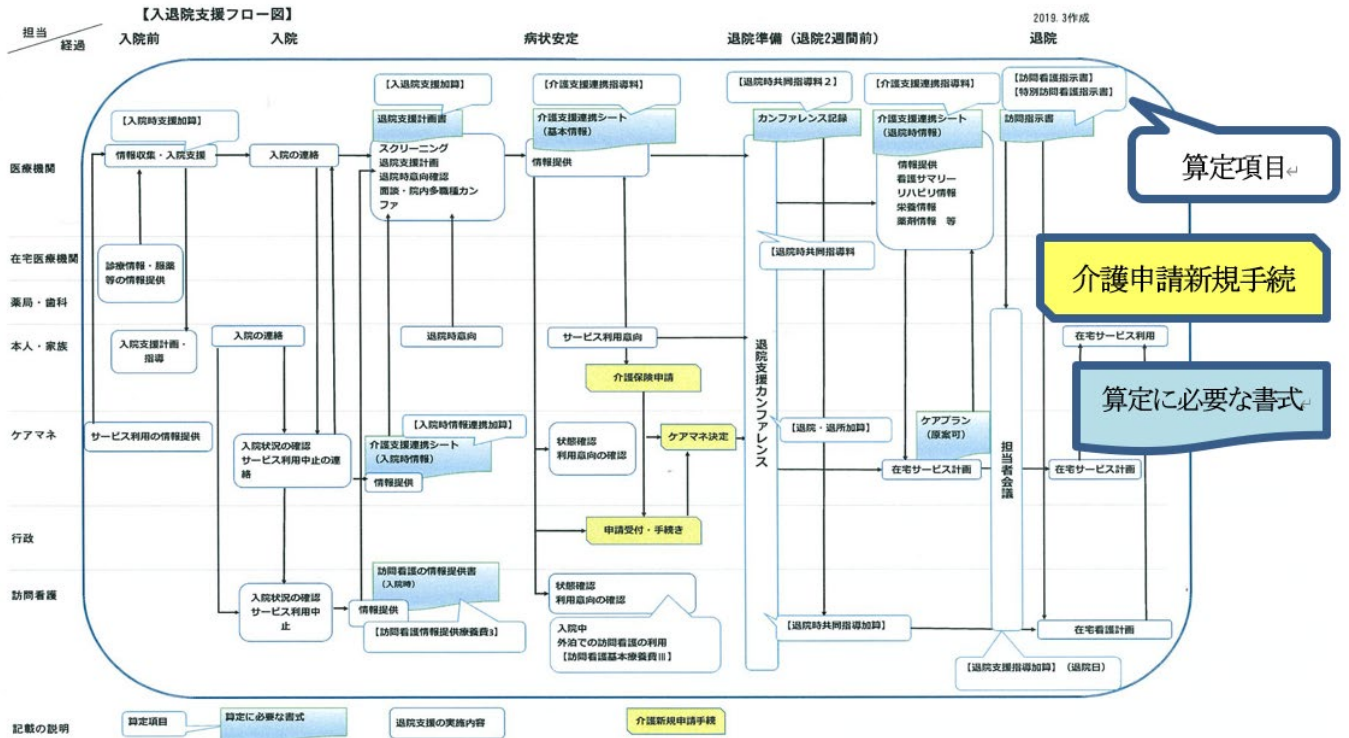 【入退院支援フロー図】
2019. 3作成
担当
経過
入院前
入院
病状安定
退院準備（退院2週間前）
退院
【入退院支援加算】
【介護支援連携指導料】
【退院時共同指導料２】
【介護支援連携指導料】
【訪問看護指示書】
【特別訪問看護指示書】
【入院時支援加算】
退院支援計画書
介護支援連携シート
（基本情報）
カンファレンス記録
介護支援連携シート
（退院時情報）
訪問指示書
算定項目
医療機関
情報収集・入院支援
入院の連絡
スクリーニング
退院支援計画
退院時意向確認
面談・院内多職種カン
ファ
情報提供
情報提供
看護サマリー
リハビリ情報
栄養情報
薬剤情報　等
在宅医療機関
診療情報・服薬
等の情報提供
【退院時共同指導料
介護申請新規手続
薬局・歯科
本人・家族
入院支援計画・
指導
入院の連絡
退院時意向
サービス利用意向
在宅サービス利用
介護保険申請
退院支援カンファレンス
算定に必要な書式
ケアマネ
サービス利用の情報提供
入院状況の確認
サービス利用中止の連
絡
【入院時情報連携加算】
介護支援連携シート
（入院時情報）
情報提供
状態確認
利用意向の確認
ケアマネ決定
【退院・退所加算】
ケアプラン
（原案可）
在宅サービス計画
担当者会議
在宅サービス計画
行政
申請受付・手続き
訪問看護
入院状況の確認
サービス利用中
止
訪問看護の情報提供書
（入院時）
情報提供
【訪問看護情報提供療養費3】
状態確認
利用意向の確認
入院中
外泊での訪問看護の利用
【訪問看護基本療養費Ⅲ】
【退院時共同指導加算】
在宅看護計画
【退院支援指導加算】（退院日）
記載の説明
算定項目
算定に必要な書式
退院支援の実施内容
介護新規申請手続